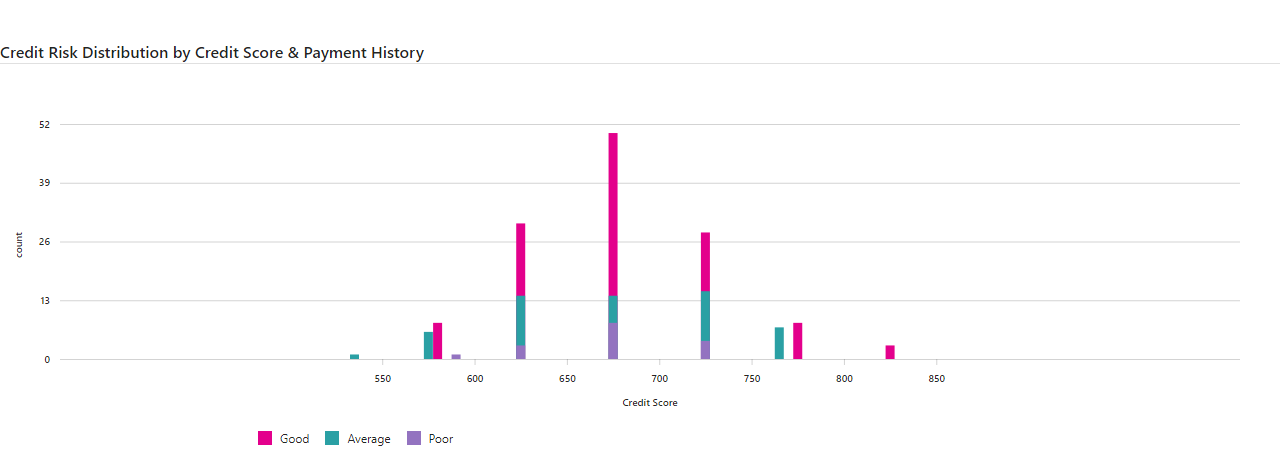 Credit Risk Distribution by Credit Score & Payment History
52
39
26
13
0
count
550 600 650 700 750 800 850
Credit Score
Good Average Poor